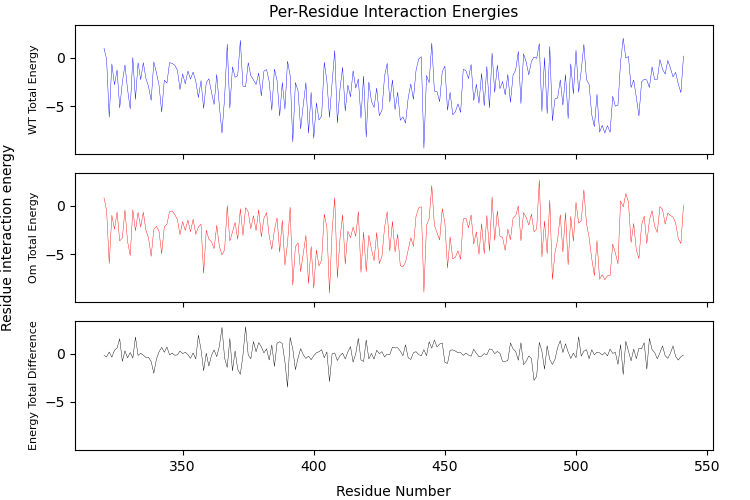 Per-Residue Interaction Energies
Residue interaction energy
WT Total Energy
0
−5
Om Total Energy
0
−5
Energy Total Difference
0
−5
350
400
450
500
550
Residue Number